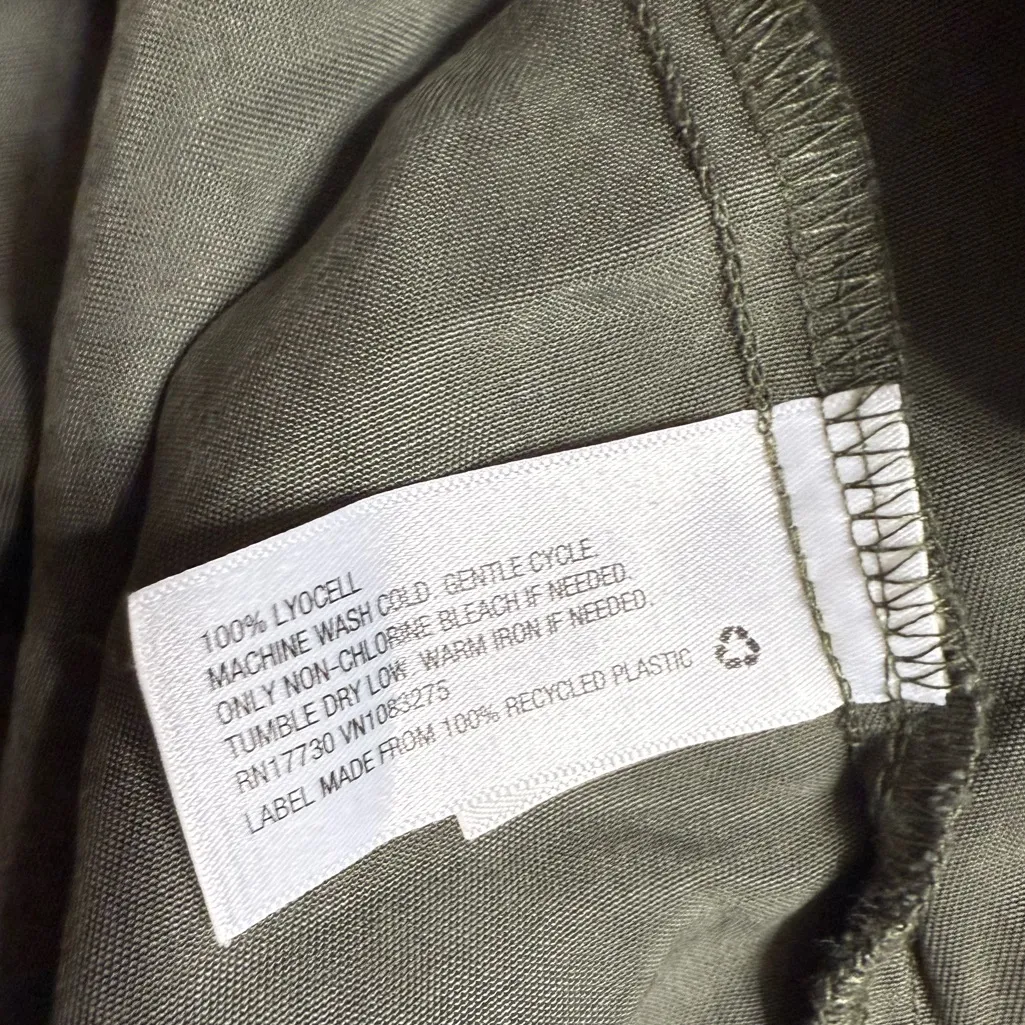 100% LYOCELL
MACHINE WASH COLD GENTLE CYCLE.
ONLY NON-CHLORINE BLEACH IF NEEDED.
TUMBLE DRY LOW WARM IRON IF NEEDED.
RN17730 VN1083275
LABEL MADE FROM 100% RECYCLED PLASTIC